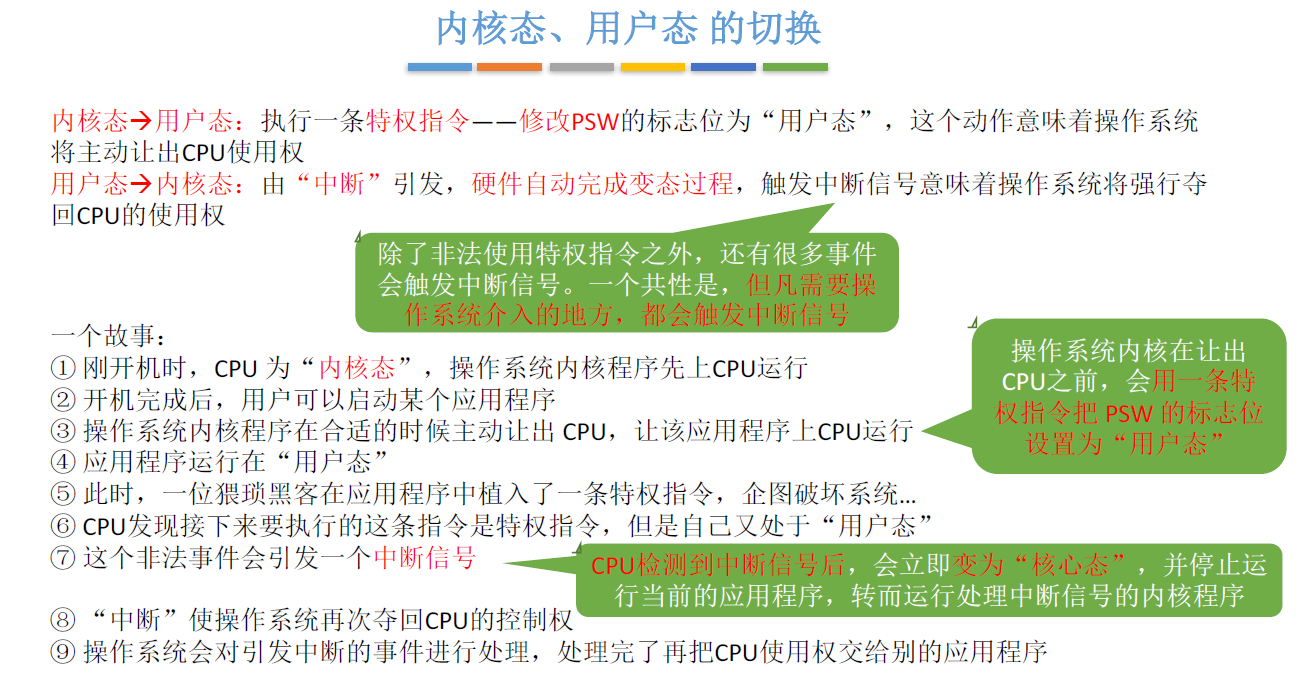 内核态、用户态 的切换
内核态→用户态：执行一条特权指令——修改PSW的标志位为“用户态”，这个动作意味着操作系统
将主动让出CPU使用权
用户态→内核态：由“中断”引发，硬件自动完成变态过程，触发中断信号意味着操作系统将强行夺
回CPU的使用权
除了非法使用特权指令之外，还有很多事件
会触发中断信号。一个共性是，但凡需要操
作系统介入的地方，都会触发中断信号
一个故事：
① 刚开机时，CPU 为“内核态”，操作系统内核程序先上CPU运行
② 开机完成后，用户可以启动某个应用程序
③ 操作系统内核程序在合适的时候主动让出 CPU，让该应用程序上CPU运行
操作系统内核在让出
CPU之前，会用一条特
权指令把 PSW 的标志位
设置为“用户态”
④ 应用程序运行在“用户态”
⑤ 此时，一位猥琐黑客在应用程序中植入了一条特权指令，企图破坏系统…
⑥ CPU发现接下来要执行的这条指令是特权指令，但是自己又处于“用户态”
⑦ 这个非法事件会引发一个中断信号
CPU检测到中断信号后，会立即变为“核心态”，并停止运
行当前的应用程序，转而运行处理中断信号的内核程序
⑧ “中断”使操作系统再次夺回CPU的控制权
⑨ 操作系统会对引发中断的事件进行处理，处理完了再把CPU使用权交给别的应用程序